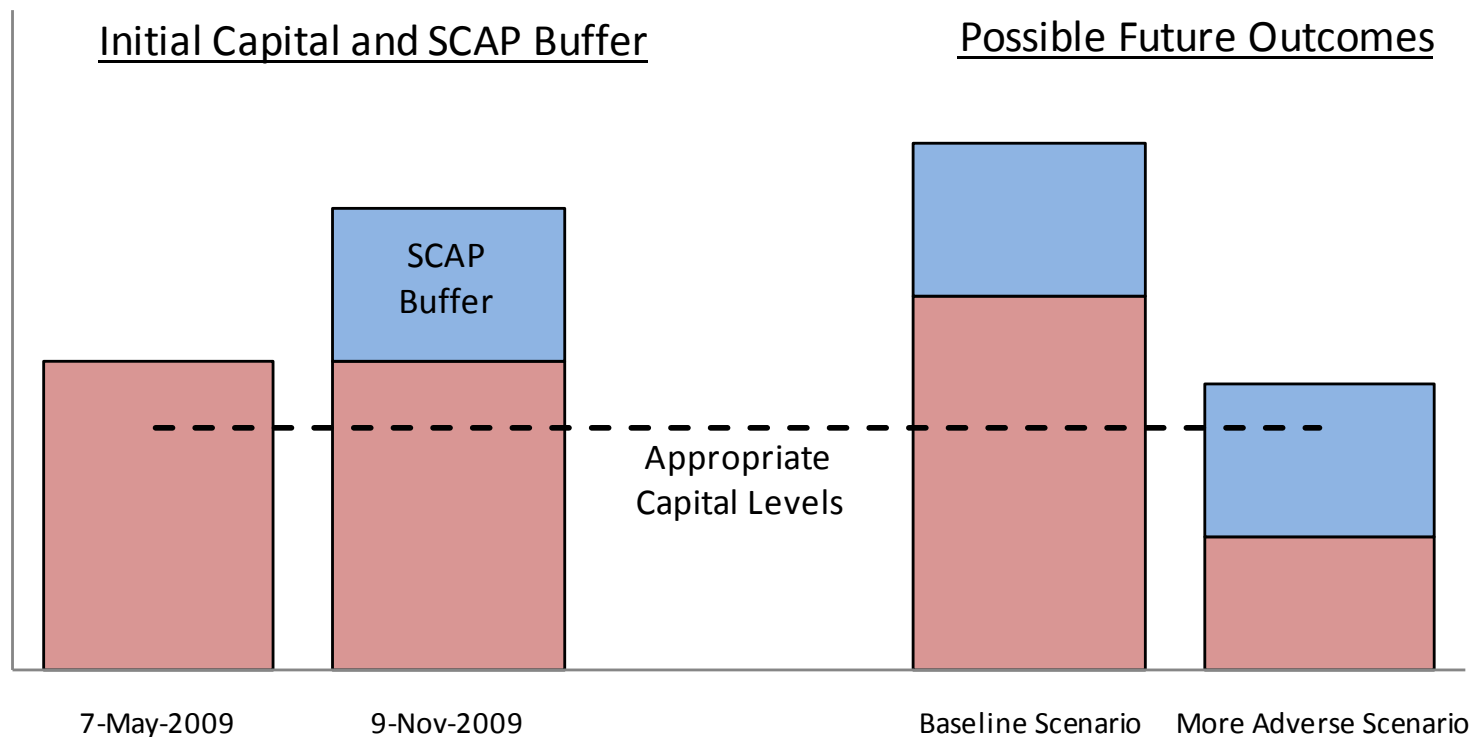 Initial Capital and SCAP Buffer
Possible Future Outcomes
SCAP
Buffer
Appropriate
Capital Levels
7-May-2009
9-Nov-2009
Baseline Scenario
More Adverse Scenario